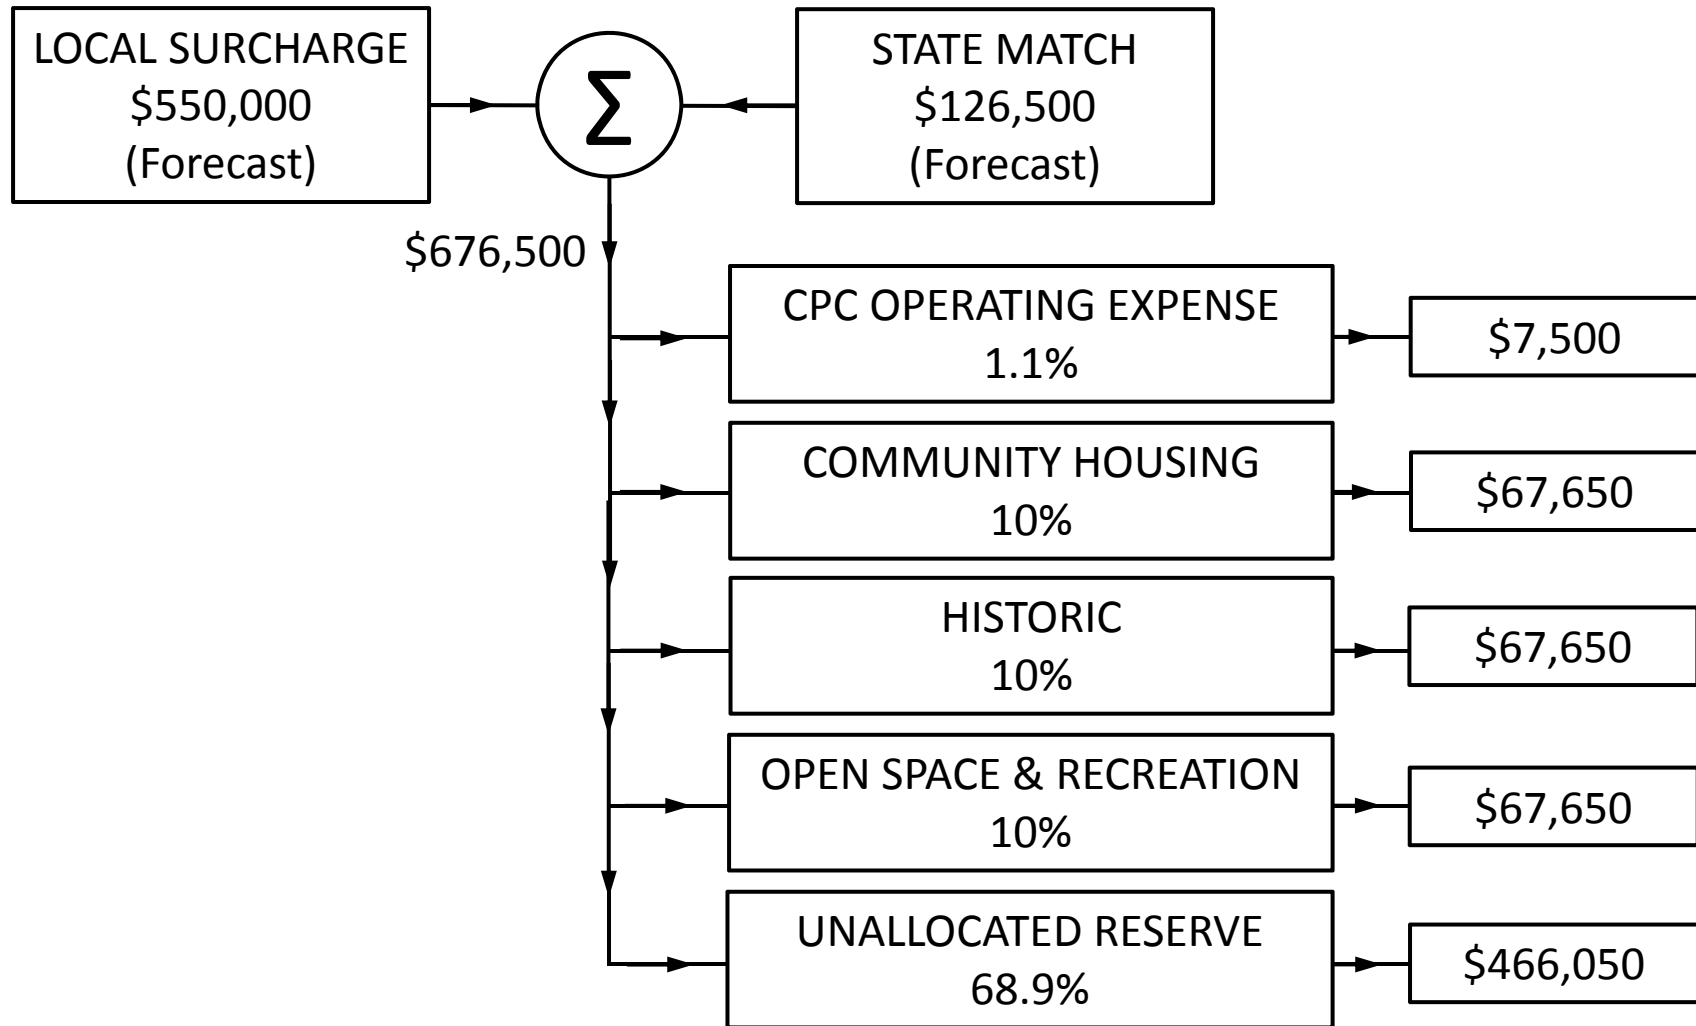 LOCAL SURCHARGE
$550,000
(Forecast)
Σ
STATE MATCH
$126,500
(Forecast)
$676,500
CPC OPERATING EXPENSE
1.1%
$7,500
COMMUNITY HOUSING
10%
$67,650
HISTORIC
10%
$67,650
OPEN SPACE & RECREATION
10%
$67,650
UNALLOCATED RESERVE
68.9%
$466,050